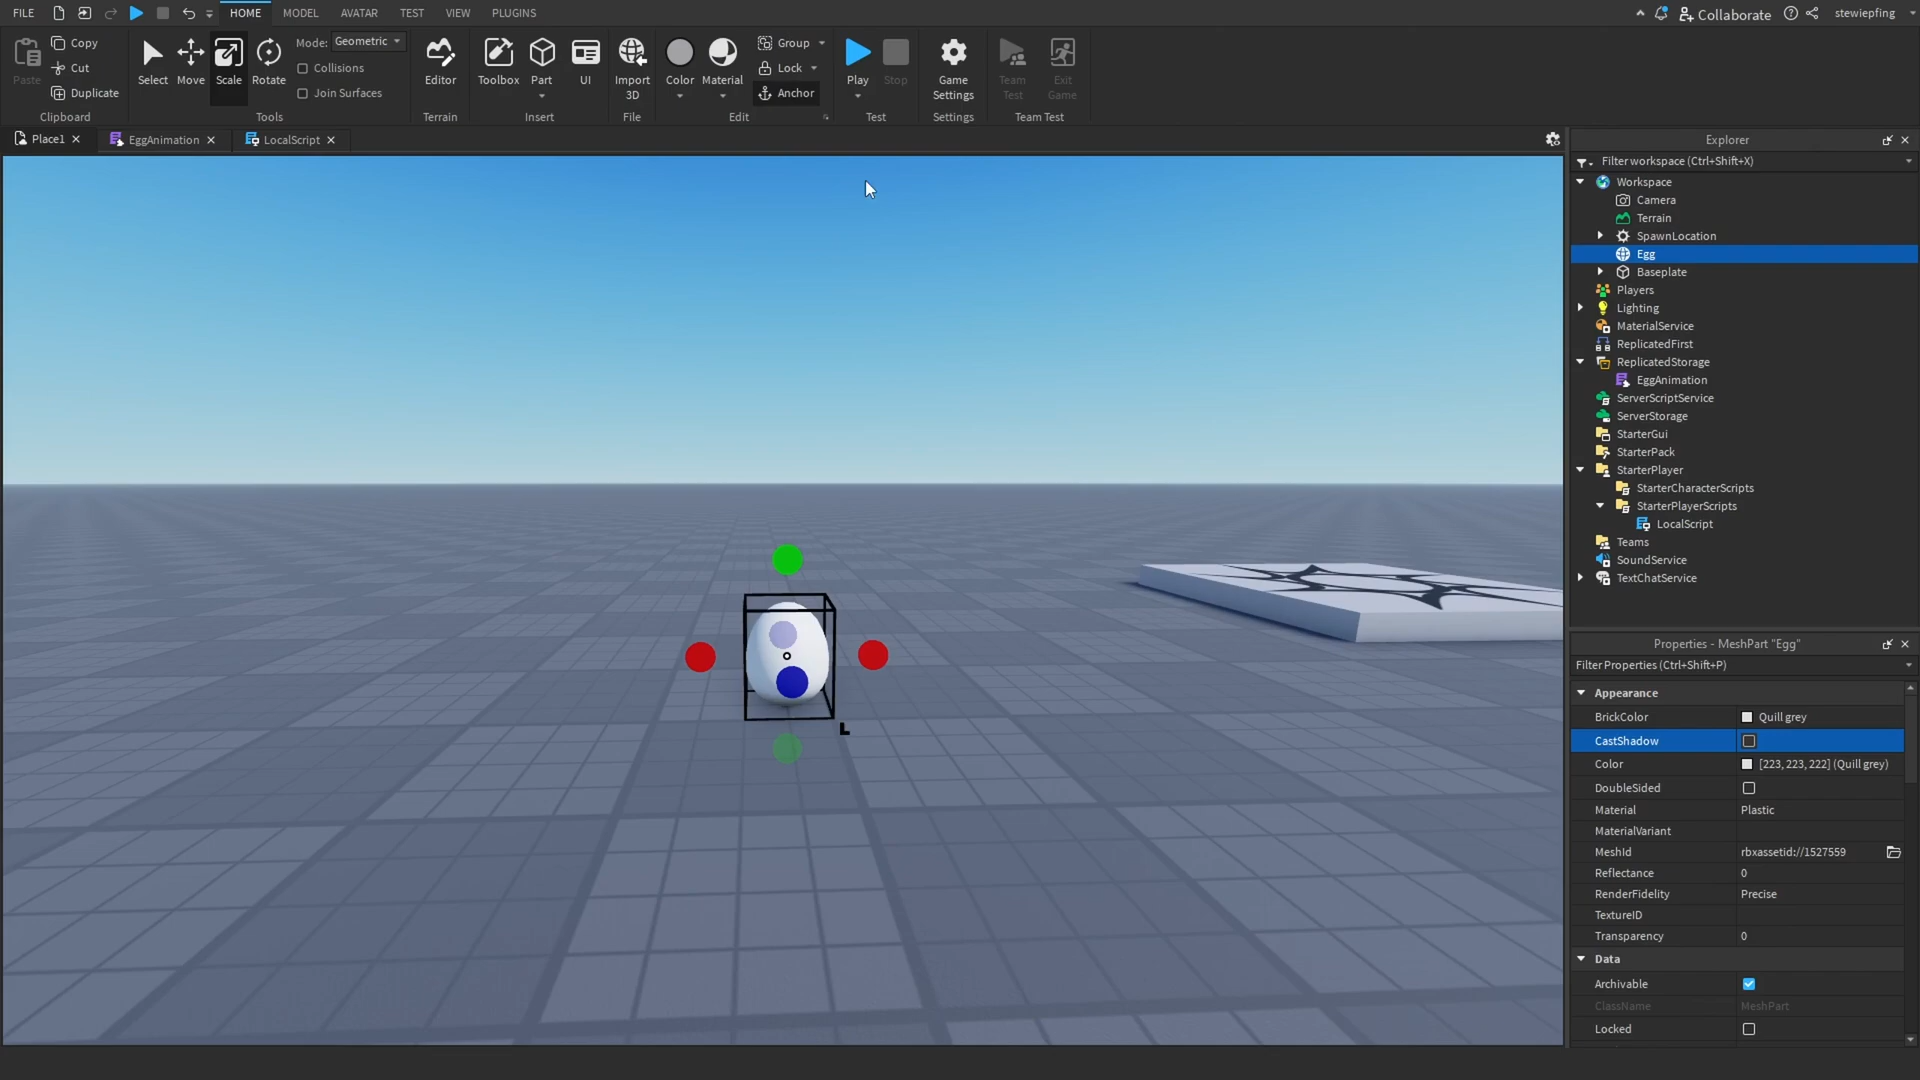 FILE HOME MODEL AVATAR TEST VIEW PLUGINS Collaborate stewiepfing
Paste Copy Cut Duplicate
Clipboard
Select Move Scale Rotate
Mode: Geometric
Collisions
Join Surfaces
Tools
Editor
Terrain
Toolbox Part UI
Insert
Import 3D
File
Color Material
Group
Lock
Anchor
Edit
Play Stop
Test
Game Settings
Settings
Team Test Exit Game
Team Test
Place1 EggAnimation LocalScript
L
Explorer
Filter workspace (Ctrl+Shift+X)
Workspace
Camera
Terrain
SpawnLocation
Egg
Baseplate
Players
Lighting
MaterialService
ReplicatedFirst
ReplicatedStorage
EggAnimation
ServerScriptService
ServerStorage
StarterGui
StarterPack
StarterPlayer
StarterCharacterScripts
StarterPlayerScripts
LocalScript
Teams
SoundService
TextChatService
Properties - MeshPart "Egg"
Filter Properties (Ctrl+Shift+P)
Appearance
BrickColor Quill grey
CastShadow
Color [223, 223, 222] (Quill grey)
DoubleSided
Material Plastic
MaterialVariant
MeshId rbxassetid://1527559
Reflectance 0
RenderFidelity Precise
TextureID
Transparency 0
Data
Archivable
ClassName MeshPart
Locked